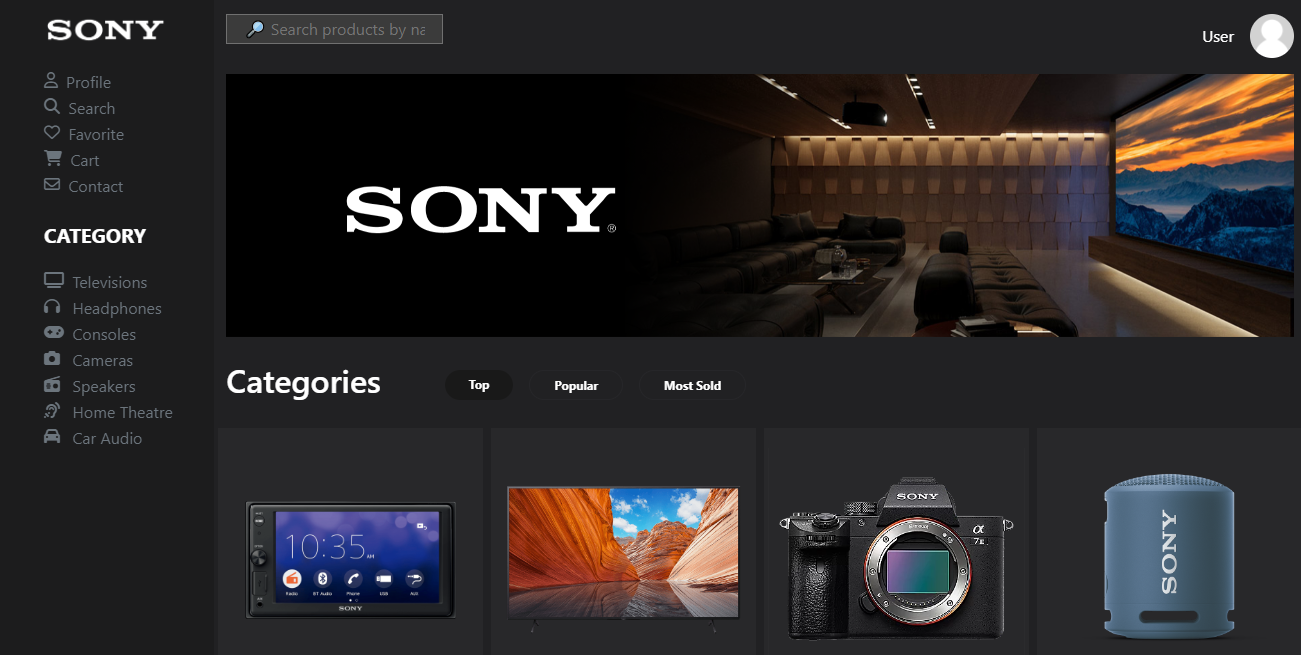 SONY
Profile
Search
Favorite
Cart
Contact
CATEGORY
Televisions
Headphones
Consoles
Cameras
Speakers
Home Theatre
Car Audio
Search products by na
User
SONY®
Categories
Top
Popular
Most Sold
10:35 AM
Radio
BT Audio
Phone
USB
AUX
SONY
SONY
α
7 II
SONY